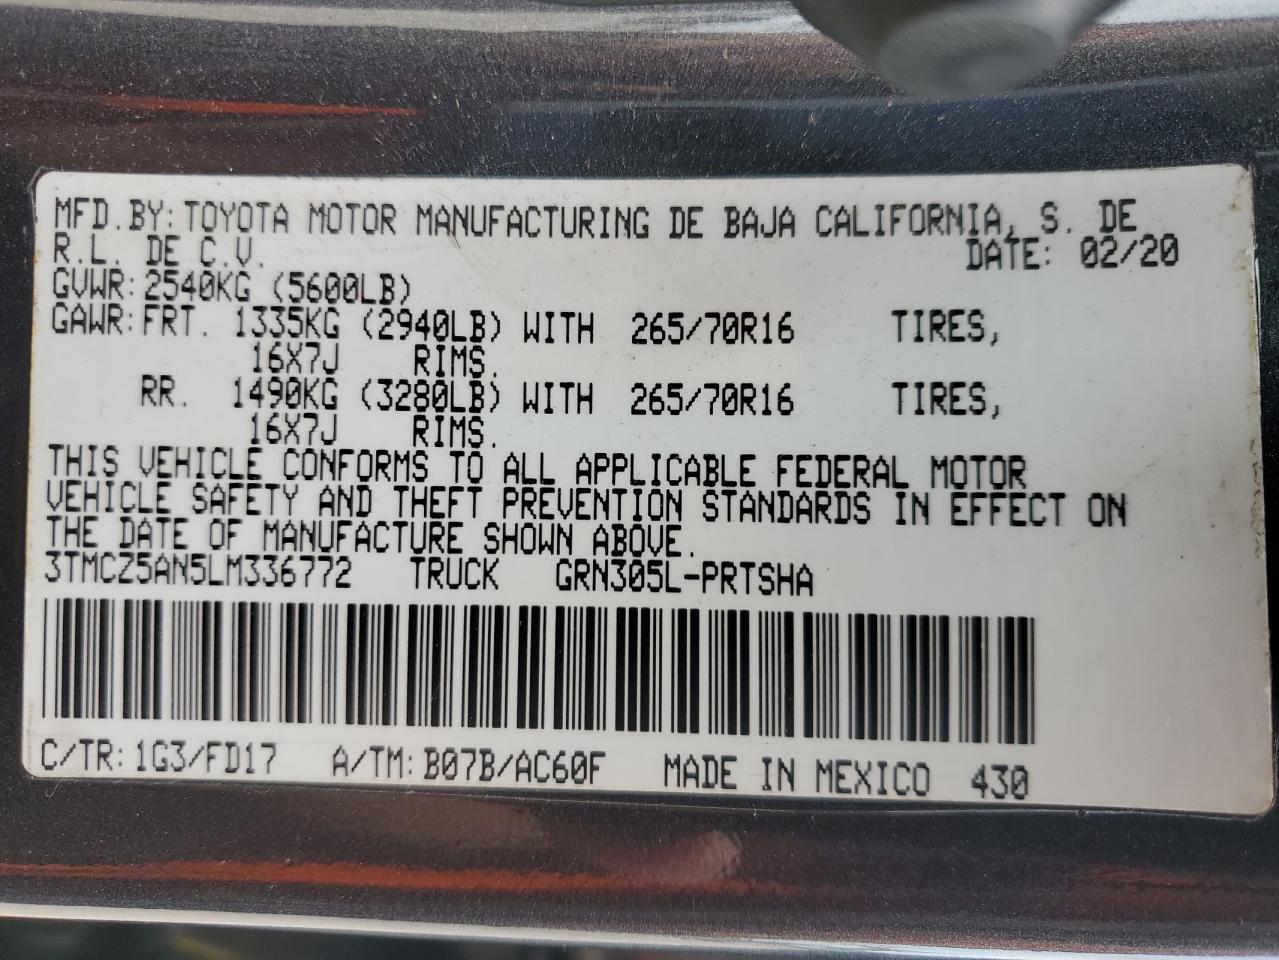 MFD.BY:TOYOTA MOTOR MANUFACTURING DE BAJA CALIFORNIA, S. DE
R.L. DE C.V. DATE: 02/20
GVWR:2540KG (5600LB)
GAWR:FRT. 1335KG (2940LB) WITH 265/70R16 TIRES,
16X7J RIMS.
RR. 1490KG (3280LB) WITH 265/70R16 TIRES,
16X7J RIMS.
THIS VEHICLE CONFORMS TO ALL APPLICABLE FEDERAL MOTOR
VEHICLE SAFETY AND THEFT PREVENTION STANDARDS IN EFFECT ON
THE DATE OF MANUFACTURE SHOWN ABOVE.
3TMCZ5AN5LM336772 TRUCK GRN305L-PRTSHA
C/TR:1G3/FD17 A/TM:B07B/AC60F MADE IN MEXICO 430